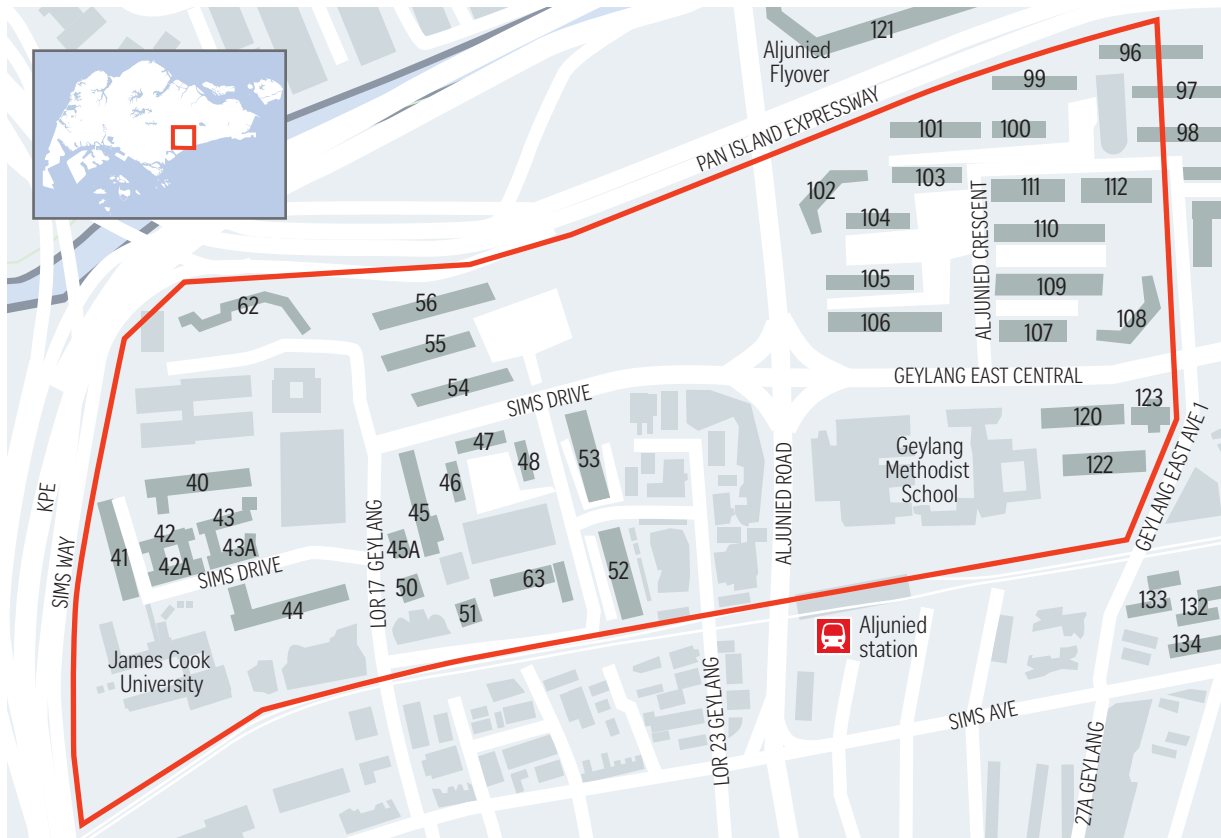 121
Aljunied
Flyover
96
99
97
PAN ISLAND EXPRESSWAY
101
100
98
102
103
111
112
104
ALJUNIED CRESCENT
110
105
109
106
107
108
62
56
55
54
SIMS DRIVE
GEYLANG EAST CENTRAL
123
120
122
GEYLANG EAST AVE 1
Geylang
Methodist
School
ALJUNIED ROAD
47
48
53
46
45
40
KPE
SIMS WAY
41
42
43
42A
43A
SIMS DRIVE
LOR 17 GEYLANG
45A
50
63
52
51
44
James Cook
University
Aljunied
station
133
132
134
LOR 23 GEYLANG
SIMS AVE
27A GEYLANG